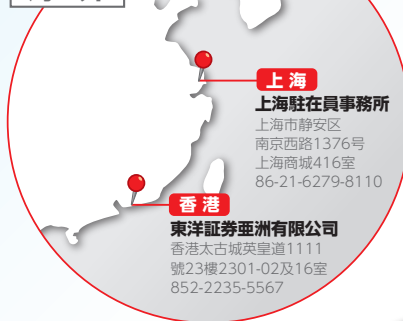 上海
上海駐在員事務所
上海市静安区
南京西路1376号
上海商城416室
86-21-6279-8110
香港
東洋証券亜洲有限公司
香港太古城英皇道1111
號23樓2301-02及16室
852-2235-5567